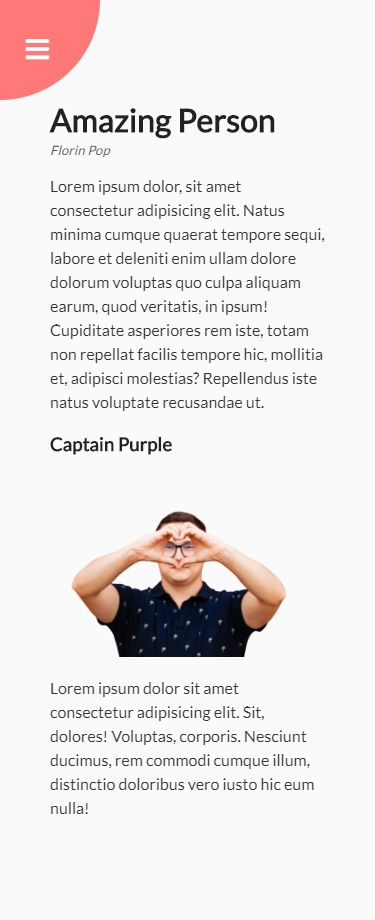 Amazing Person
Florin Pop
Lorem ipsum dolor, sit amet
consectetur adipisicing elit. Natus
minima cumque quaerat tempore sequi,
labore et deleniti enim ullam dolore
dolorum voluptas quo culpa aliquam
earum, quod veritatis, in ipsum!
Cupiditate asperiores rem iste, totam
non repellat facilis tempore hic, mollitia
et, adipisci molestias? Repellendus iste
natus voluptate recusandae ut.
Captain Purple
Lorem ipsum dolor sit amet
consectetur adipisicing elit. Sit,
dolores! Voluptas, corporis. Nesciunt
ducimus, rem commodi cumque illum,
distinctio doloribus vero iusto hic eum
nulla!